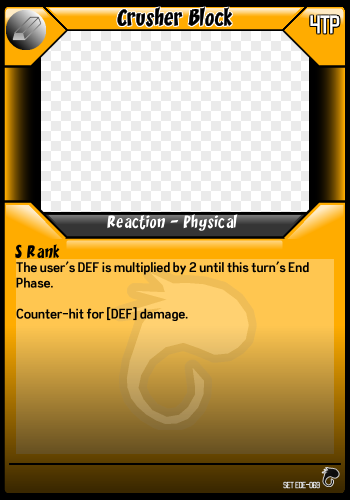 Crusher Block
4TP
Reaction - Physical
S Rank
The user's DEF is multiplied by 2 until this turn's End
Phase.
Counter-hit for [DEF] damage.
SET EDE-069